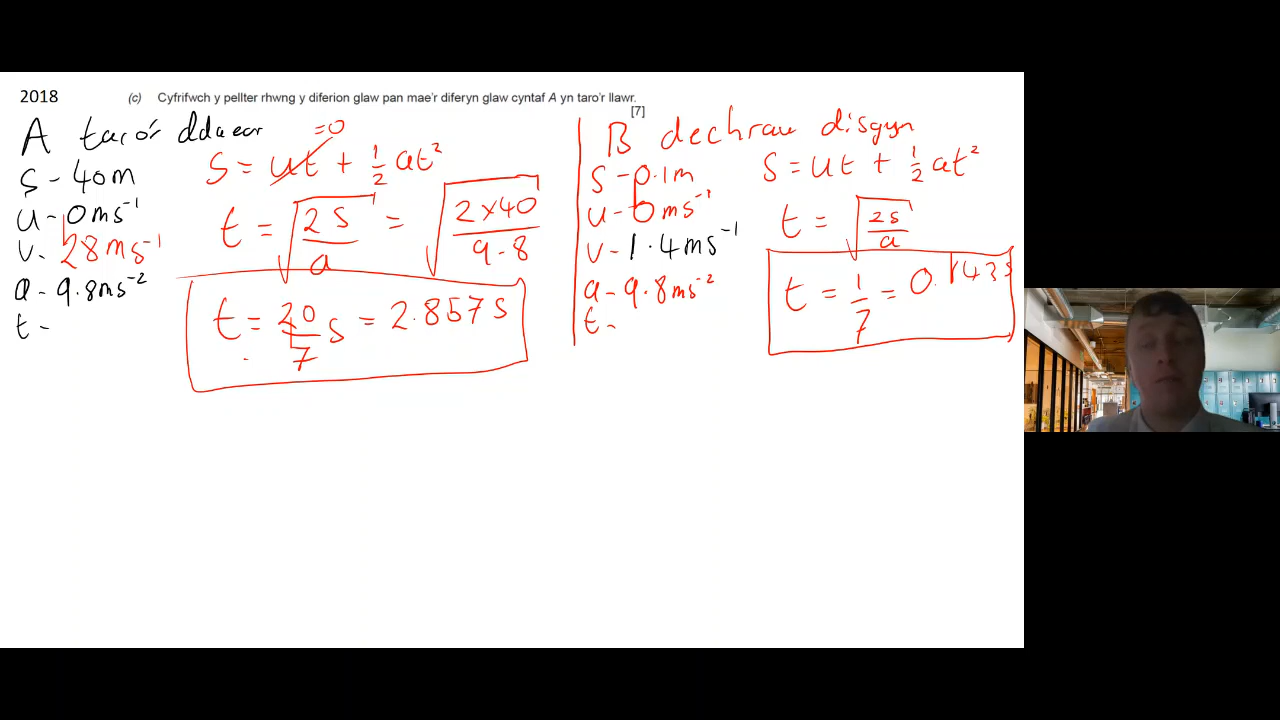 2018 (c) Cyfrifwch y pellter rhwng y diferion glaw pan mae'r diferyn glaw cyntaf A yn taro'r llawr.
[7]
A taro'r ddaear
S - 40m
u - 0ms⁻¹
v - 28ms⁻¹
a - 9.8ms⁻²
t -
=0
S = ut + 1/2 at²
t = √(2S/a) = √(2×40/9.8)
t = 20/7 s = 2.857s
B dechrau disgyn
S - 0.1m
u - 0ms⁻¹
v - 1.4ms⁻¹
a - 9.8ms⁻²
t -
S = ut + 1/2 at²
t = √(2s/a)
t = 1/7 = 0.143s